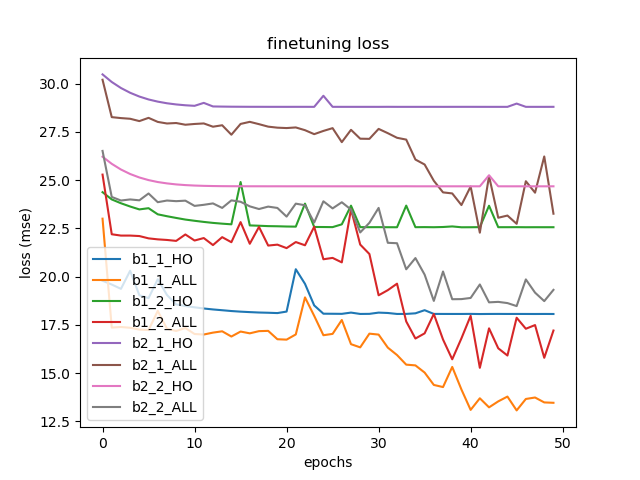 finetuning loss
loss (mse)
30.0
27.5
25.0
22.5
20.0
17.5
15.0
12.5
b1_1_HO
b1_1_ALL
b1_2_HO
b1_2_ALL
b2_1_HO
b2_1_ALL
b2_2_HO
b2_2_ALL
0 10 20 30 40 50
epochs